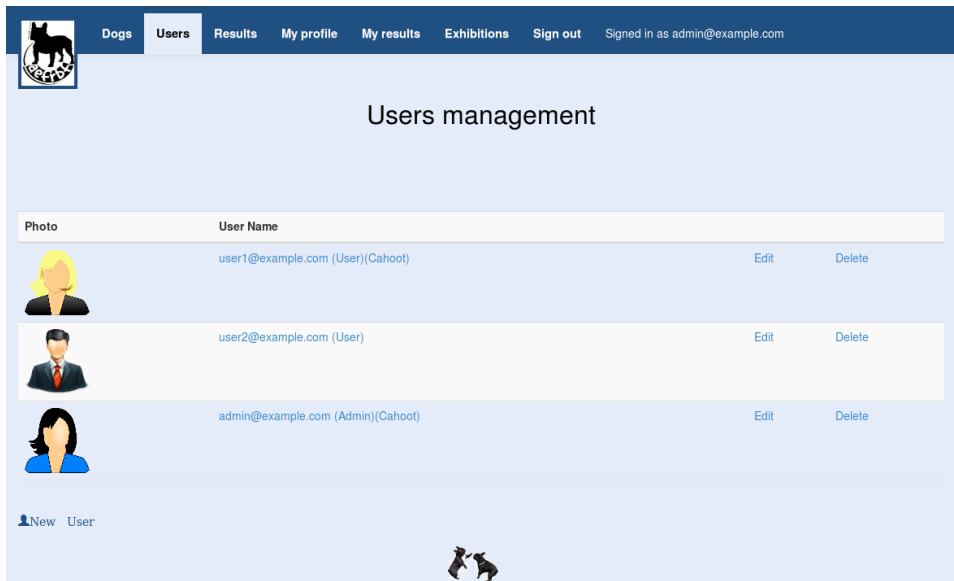 Dogs Users Results My profile My results Exhibitions Sign out Signed in as admin@example.com
aeffbf
Users management
Photo User Name
user1@example.com (User)(Cahoot) Edit Delete
user2@example.com (User) Edit Delete
admin@example.com (Admin)(Cahoot) Edit Delete
New User